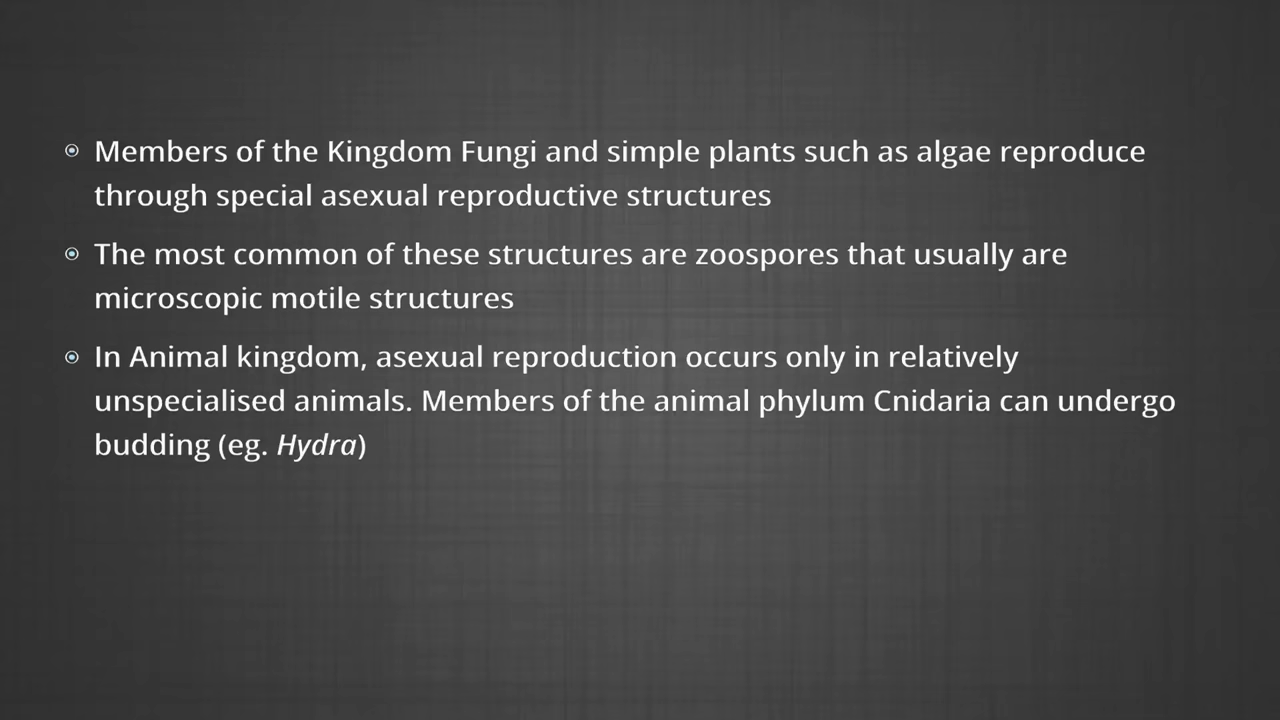 Members of the Kingdom Fungi and simple plants such as algae reproduce
through special asexual reproductive structures
The most common of these structures are zoospores that usually are
microscopic motile structures
In Animal kingdom, asexual reproduction occurs only in relatively
unspecialised animals. Members of the animal phylum Cnidaria can undergo
budding (eg. Hydra)